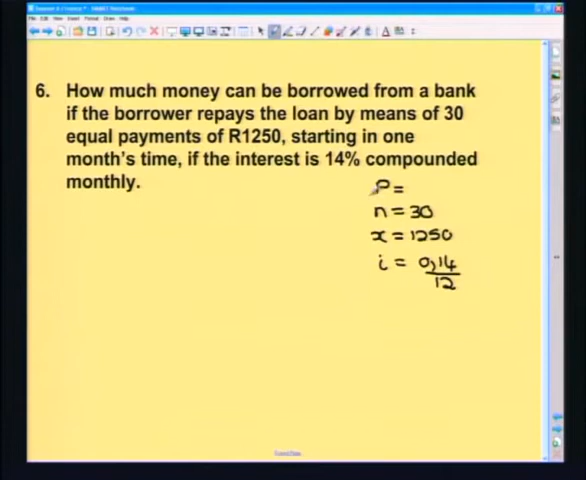 6. How much money can be borrowed from a bank
if the borrower repays the loan by means of 30
equal payments of R1250, starting in one
month's time, if the interest is 14% compounded
monthly.
P =
n = 30
x = 1250
i = 0,14
12